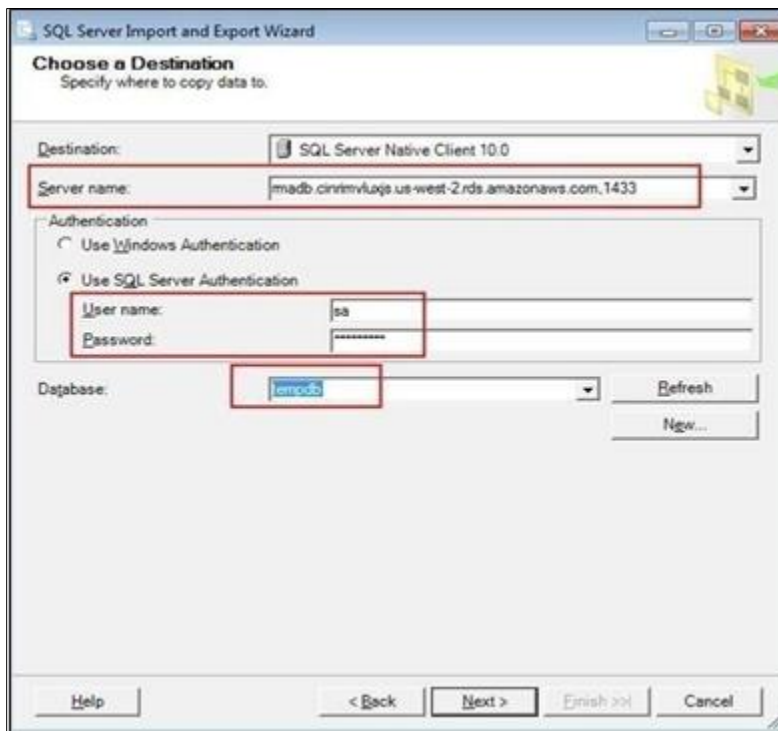 SQL Server Import and Export Wizard
Choose a Destination
Specify where to copy data to.
Destination: SQL Server Native Client 10.0
Server name: rmadb.cinrimvluxjs.us-west-2.rds.amazonaws.com,1433
Authentication
Use Windows Authentication
Use SQL Server Authentication
User name: sa
Password: •••••••••
Database: tempdb Refresh
New...
Help < Back Next > Finish >>| Cancel